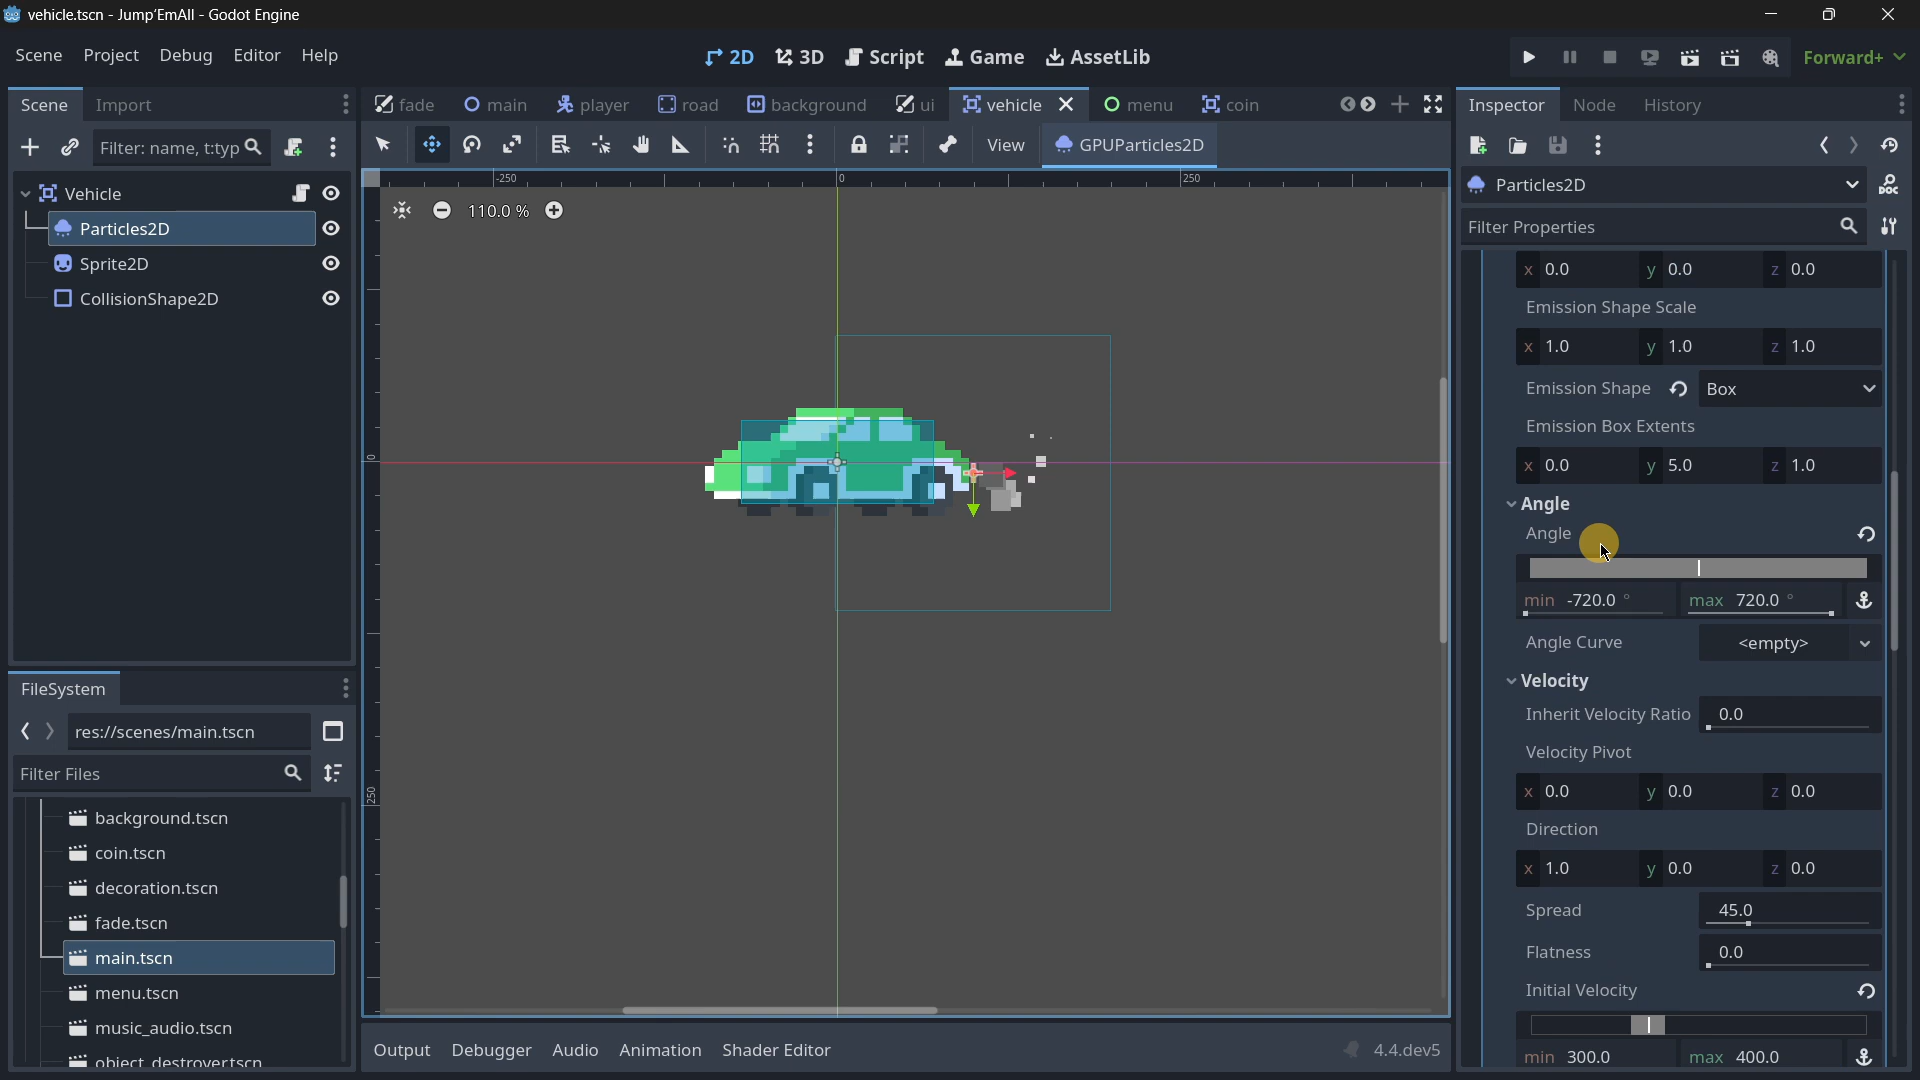 vehicle.tscn - Jump'EmAll - Godot Engine
Scene Project Debug Editor Help
2D 3D Script Game AssetLib
Forward+
Scene Import
fade main player road background ui vehicle menu coin
Inspector Node History
Filter: name, t:typ
View GPUParticles2D
Particles2D
Filter Properties
Vehicle
Particles2D
Sprite2D
CollisionShape2D
-250 0 250
110.0 %
0
250
x 0.0 y 0.0 z 0.0
Emission Shape Scale
x 1.0 y 1.0 z 1.0
Emission Shape Box
Emission Box Extents
x 0.0 y 5.0 z 1.0
Angle
Angle
min -720.0 ° max 720.0 °
Angle Curve <empty>
Velocity
Inherit Velocity Ratio 0.0
Velocity Pivot
x 0.0 y 0.0 z 0.0
Direction
x 1.0 y 0.0 z 0.0
Spread 45.0
Flatness 0.0
Initial Velocity
min 300.0 max 400.0
FileSystem
res://scenes/main.tscn
Filter Files
background.tscn
coin.tscn
decoration.tscn
fade.tscn
main.tscn
menu.tscn
music_audio.tscn
object_destroyer.tscn
Output Debugger Audio Animation Shader Editor
4.4.dev5